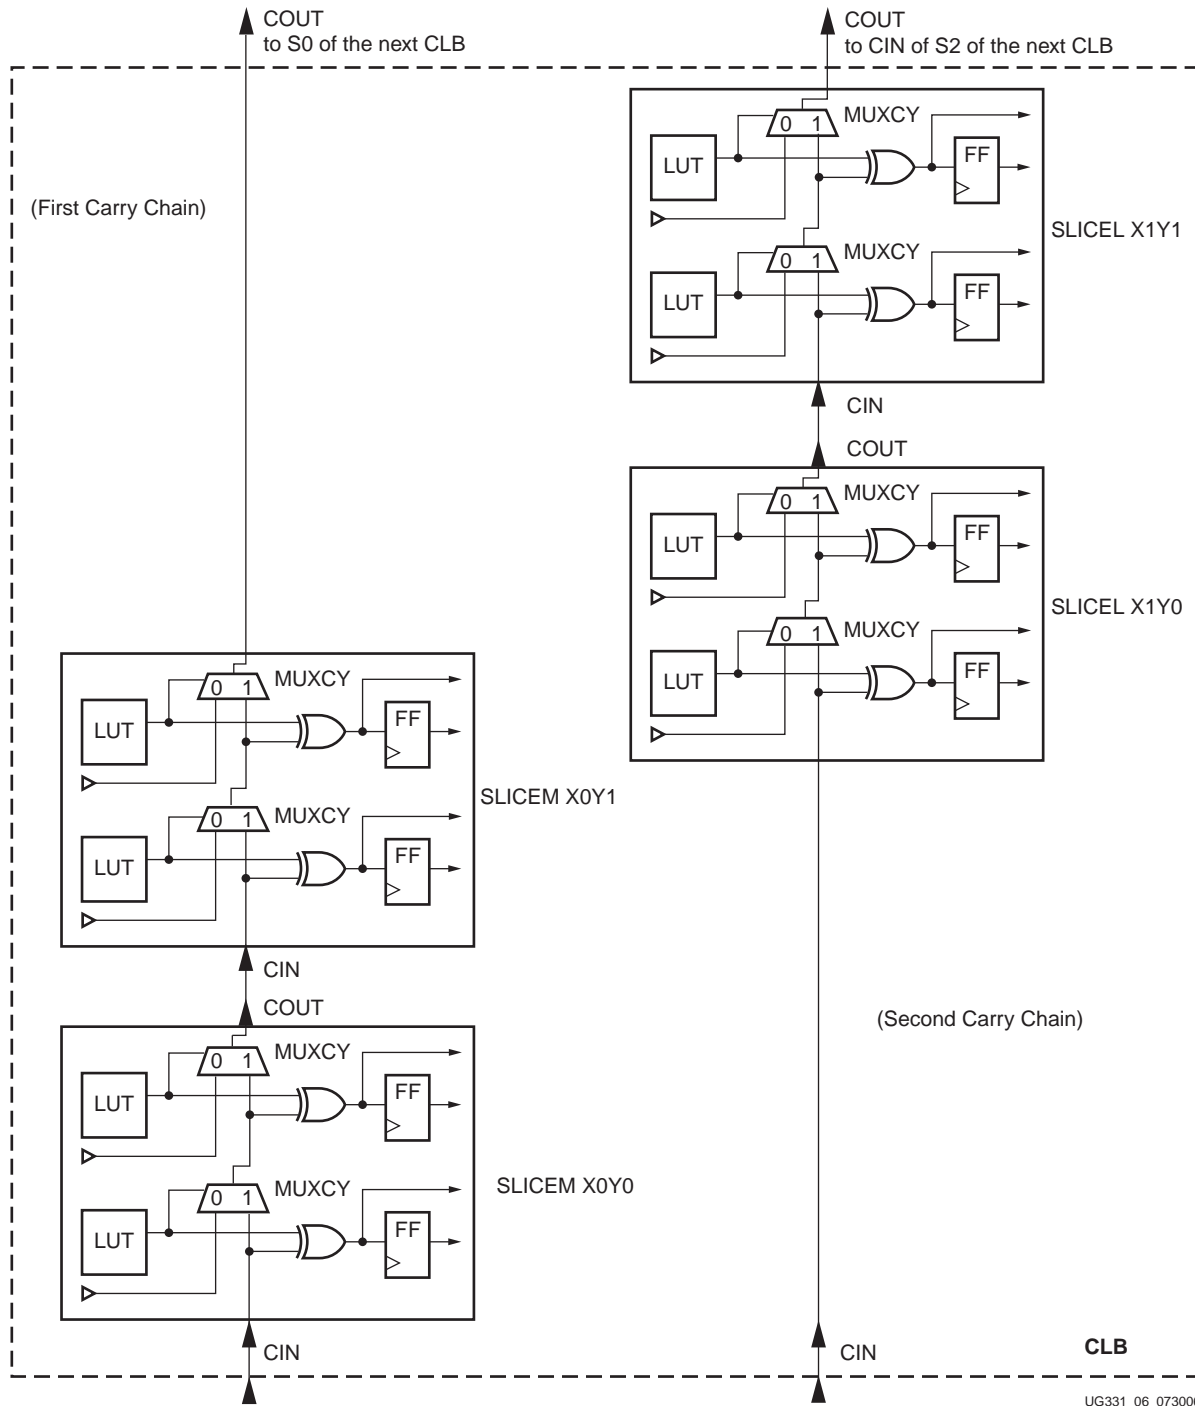 COUT
to S0 of the next CLB
COUT
to CIN of S2 of the next CLB
(First Carry Chain)
0 1 MUXCY
LUT
FF
SLICEL X1Y1
0 1 MUXCY
LUT
FF
CIN
COUT
0 1 MUXCY
LUT
FF
SLICEL X1Y0
0 1 MUXCY
LUT
FF
0 1 MUXCY
LUT
FF
SLICEM X0Y1
0 1 MUXCY
LUT
FF
CIN
COUT
(Second Carry Chain)
0 1 MUXCY
LUT
FF
SLICEM X0Y0
0 1 MUXCY
LUT
FF
CIN
CIN
CLB
UG331_06_073006